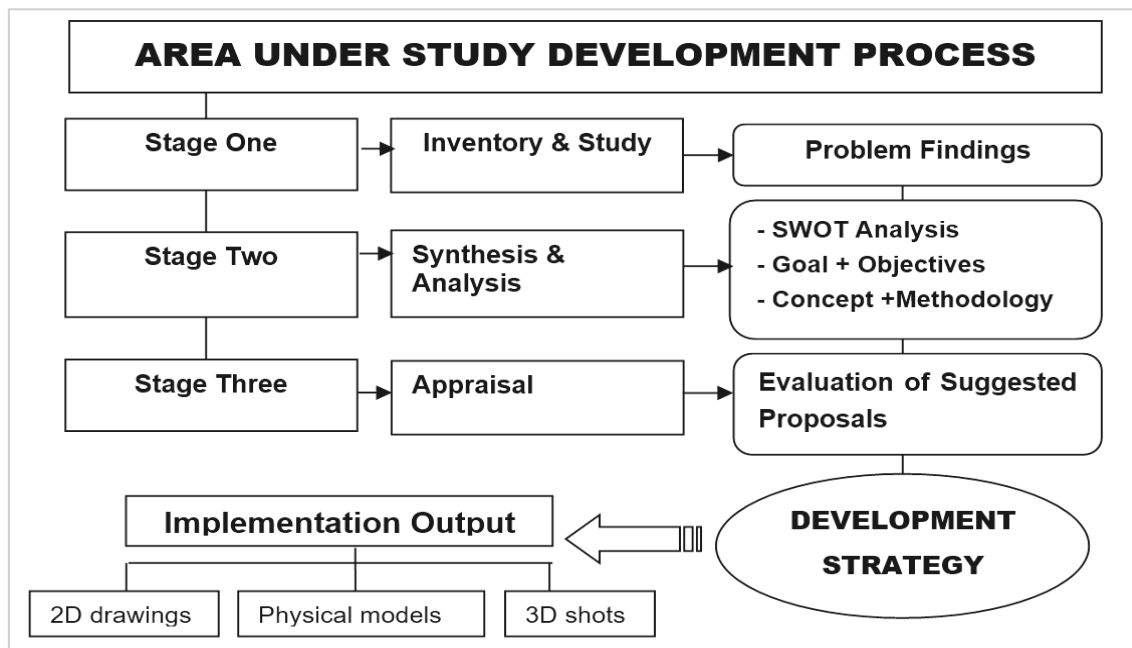 AREA UNDER STUDY DEVELOPMENT PROCESS
Stage One
Inventory & Study
Problem Findings
Stage Two
Synthesis &
Analysis
- SWOT Analysis
- Goal + Objectives
- Concept +Methodology
Stage Three
Appraisal
Evaluation of Suggested
Proposals
DEVELOPMENT
STRATEGY
Implementation Output
2D drawings
Physical models
3D shots